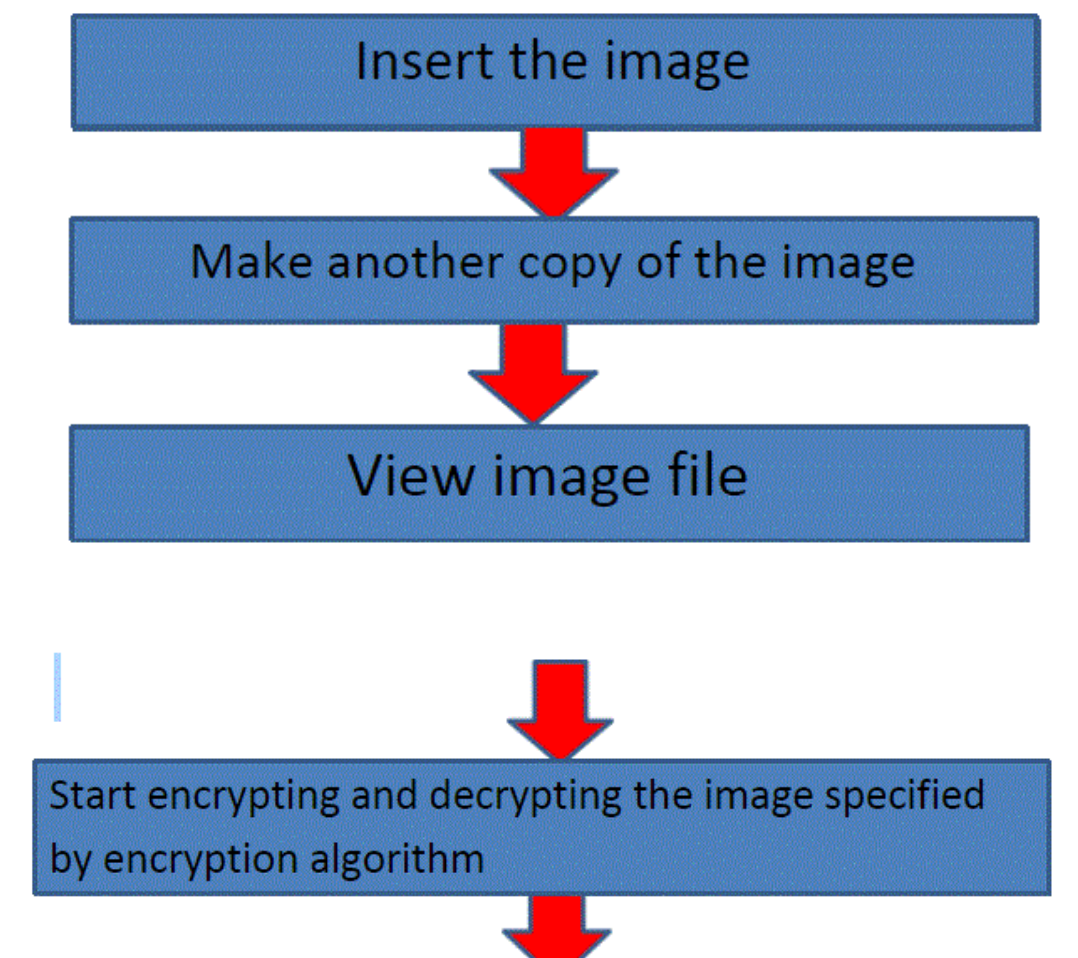 Insert the image
Make another copy of the image
View image file
Start encrypting and decrypting the image specified
by encryption algorithm